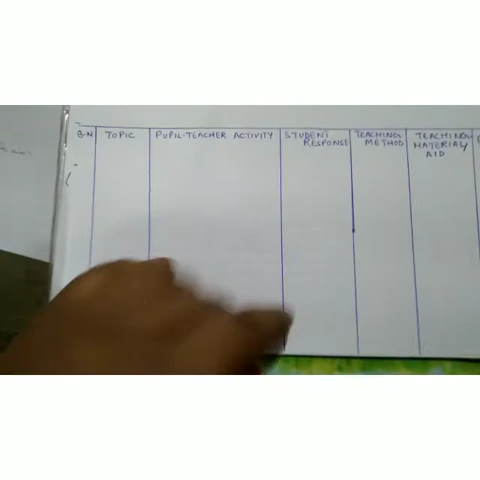 S.N
TOPIC
PUPIL-TEACHER ACTIVITY
STUDENT
RESPONSE
TEACHING
METHOD
TEACHING
MATERIAL/
AID